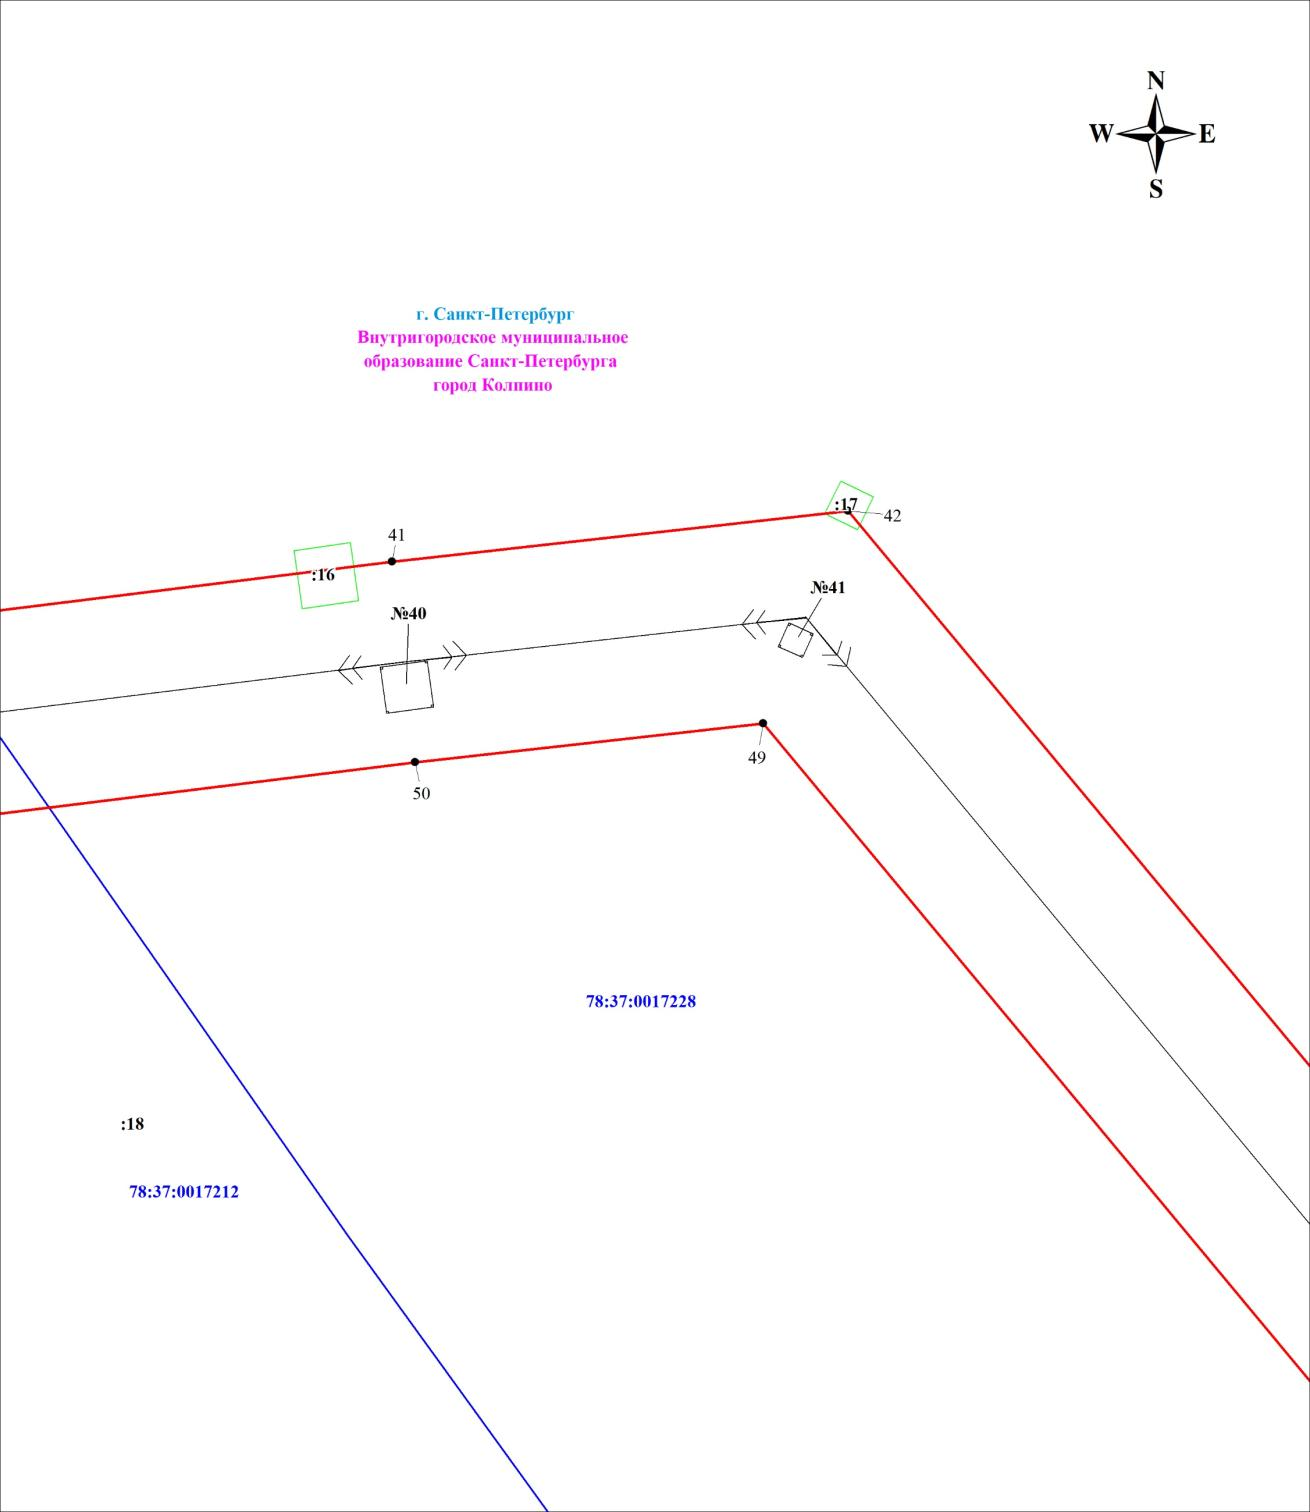 N
W E
S
г. Санкт-Петербург
Внутригородское муниципальное
образование Санкт-Петербурга
город Колпино
:17
42
41
:16
№41
№40
49
50
78:37:0017228
:18
78:37:0017212